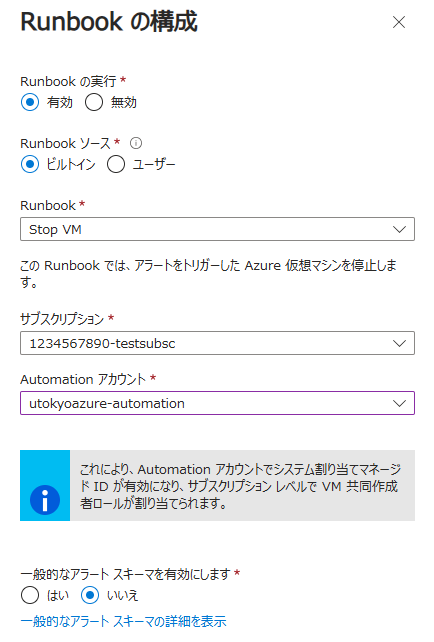 Runbook の構成
Runbook の実行 *
有効 無効
Runbook ソース *
ビルトイン ユーザー
Runbook *
Stop VM
この Runbook では、アラートをトリガーした Azure 仮想マシンを停止しま
す。
サブスクリプション *
1234567890-testsubsc
Automation アカウント *
utokyoazure-automation
これにより、Automation アカウントでシステム割り当てマネージ
ド ID が有効になり、サブスクリプション レベルで VM 共同作成
者ロールが割り当てられます。
一般的なアラート スキーマを有効にします *
はい いいえ
一般的なアラート スキーマの詳細を表示